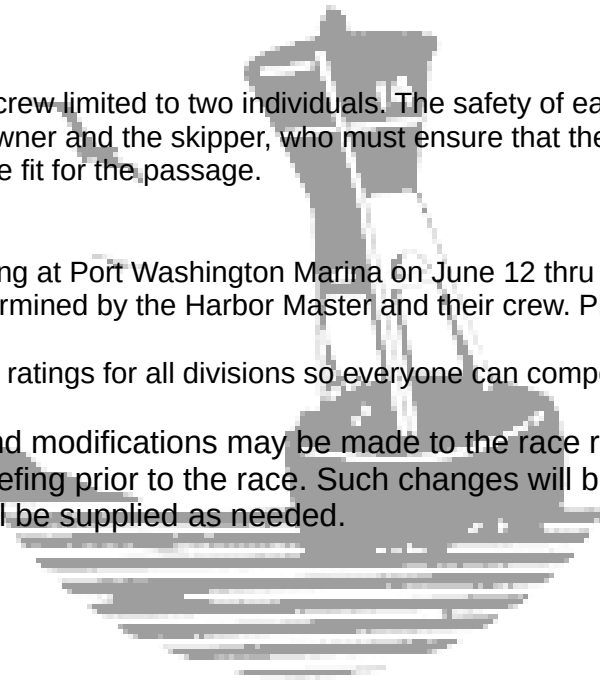 crew limited to two individuals. The safety of ea
wner and the skipper, who must ensure that the
e fit for the passage.
ng at Port Washington Marina on June 12 thru
rmined by the Harbor Master and their crew. P
ratings for all divisions so everyone can comp
nd modifications may be made to the race r
efing prior to the race. Such changes will b
l be supplied as needed.